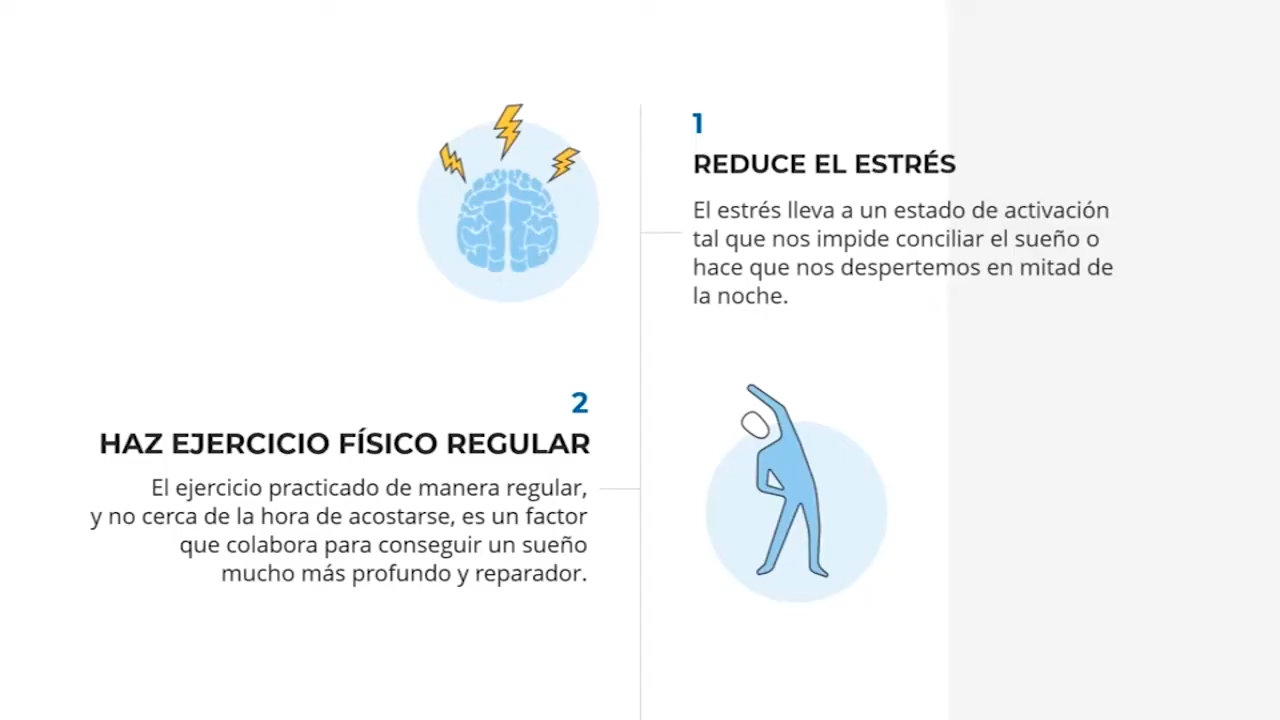 1
REDUCE EL ESTRÉS
El estrés lleva a un estado de activación
tal que nos impide conciliar el sueño o
hace que nos despertemos en mitad de
la noche.
2
HAZ EJERCICIO FÍSICO REGULAR
El ejercicio practicado de manera regular,
y no cerca de la hora de acostarse, es un factor
que colabora para conseguir un sueño
mucho más profundo y reparador.